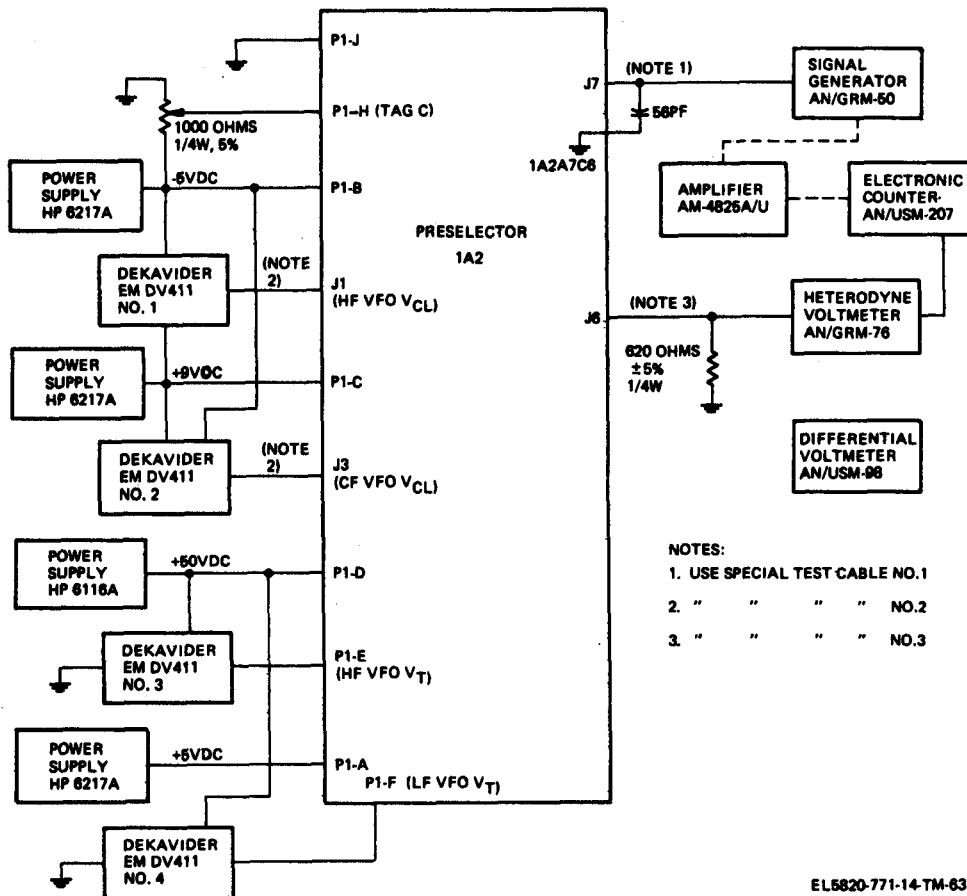 P1-J
P1-H (TAG C)
1000 OHMS
1/4W, 5%
POWER
SUPPLY
HP 6217A
-5VDC
P1-B
DEKAVIDER
EM DV411
NO. 1
(NOTE
2)
J1
(HF VFO VCL)
POWER
SUPPLY
HP 6217A
+9VDC
P1-C
DEKAVIDER
EM DV411
NO. 2
(NOTE
2)
J3
(CF VFO VCL)
POWER
SUPPLY
HP 6116A
+50VDC
P1-D
DEKAVIDER
EM DV411
NO. 3
P1-E
(HF VFO VT)
POWER
SUPPLY
HP 6217A
+5VDC
P1-A
P1-F (LF VFO VT)
DEKAVIDER
EM DV411
NO. 4
PRESELECTOR
1A2
J7
(NOTE 1)
56PF
1A2A7C6
SIGNAL
GENERATOR
AN/GRM-50
AMPLIFIER
AM-4825A/U
ELECTRONIC
COUNTER-
AN/USM-207
J6
(NOTE 3)
620 OHMS
±5%
1/4W
HETERODYNE
VOLTMETER
AN/GRM-76
DIFFERENTIAL
VOLTMETER
AN/USM-98
NOTES:
1. USE SPECIAL TEST CABLE NO.1
2. " " " " NO.2
3. " " " " NO.3
EL5820-771-14-TM-63